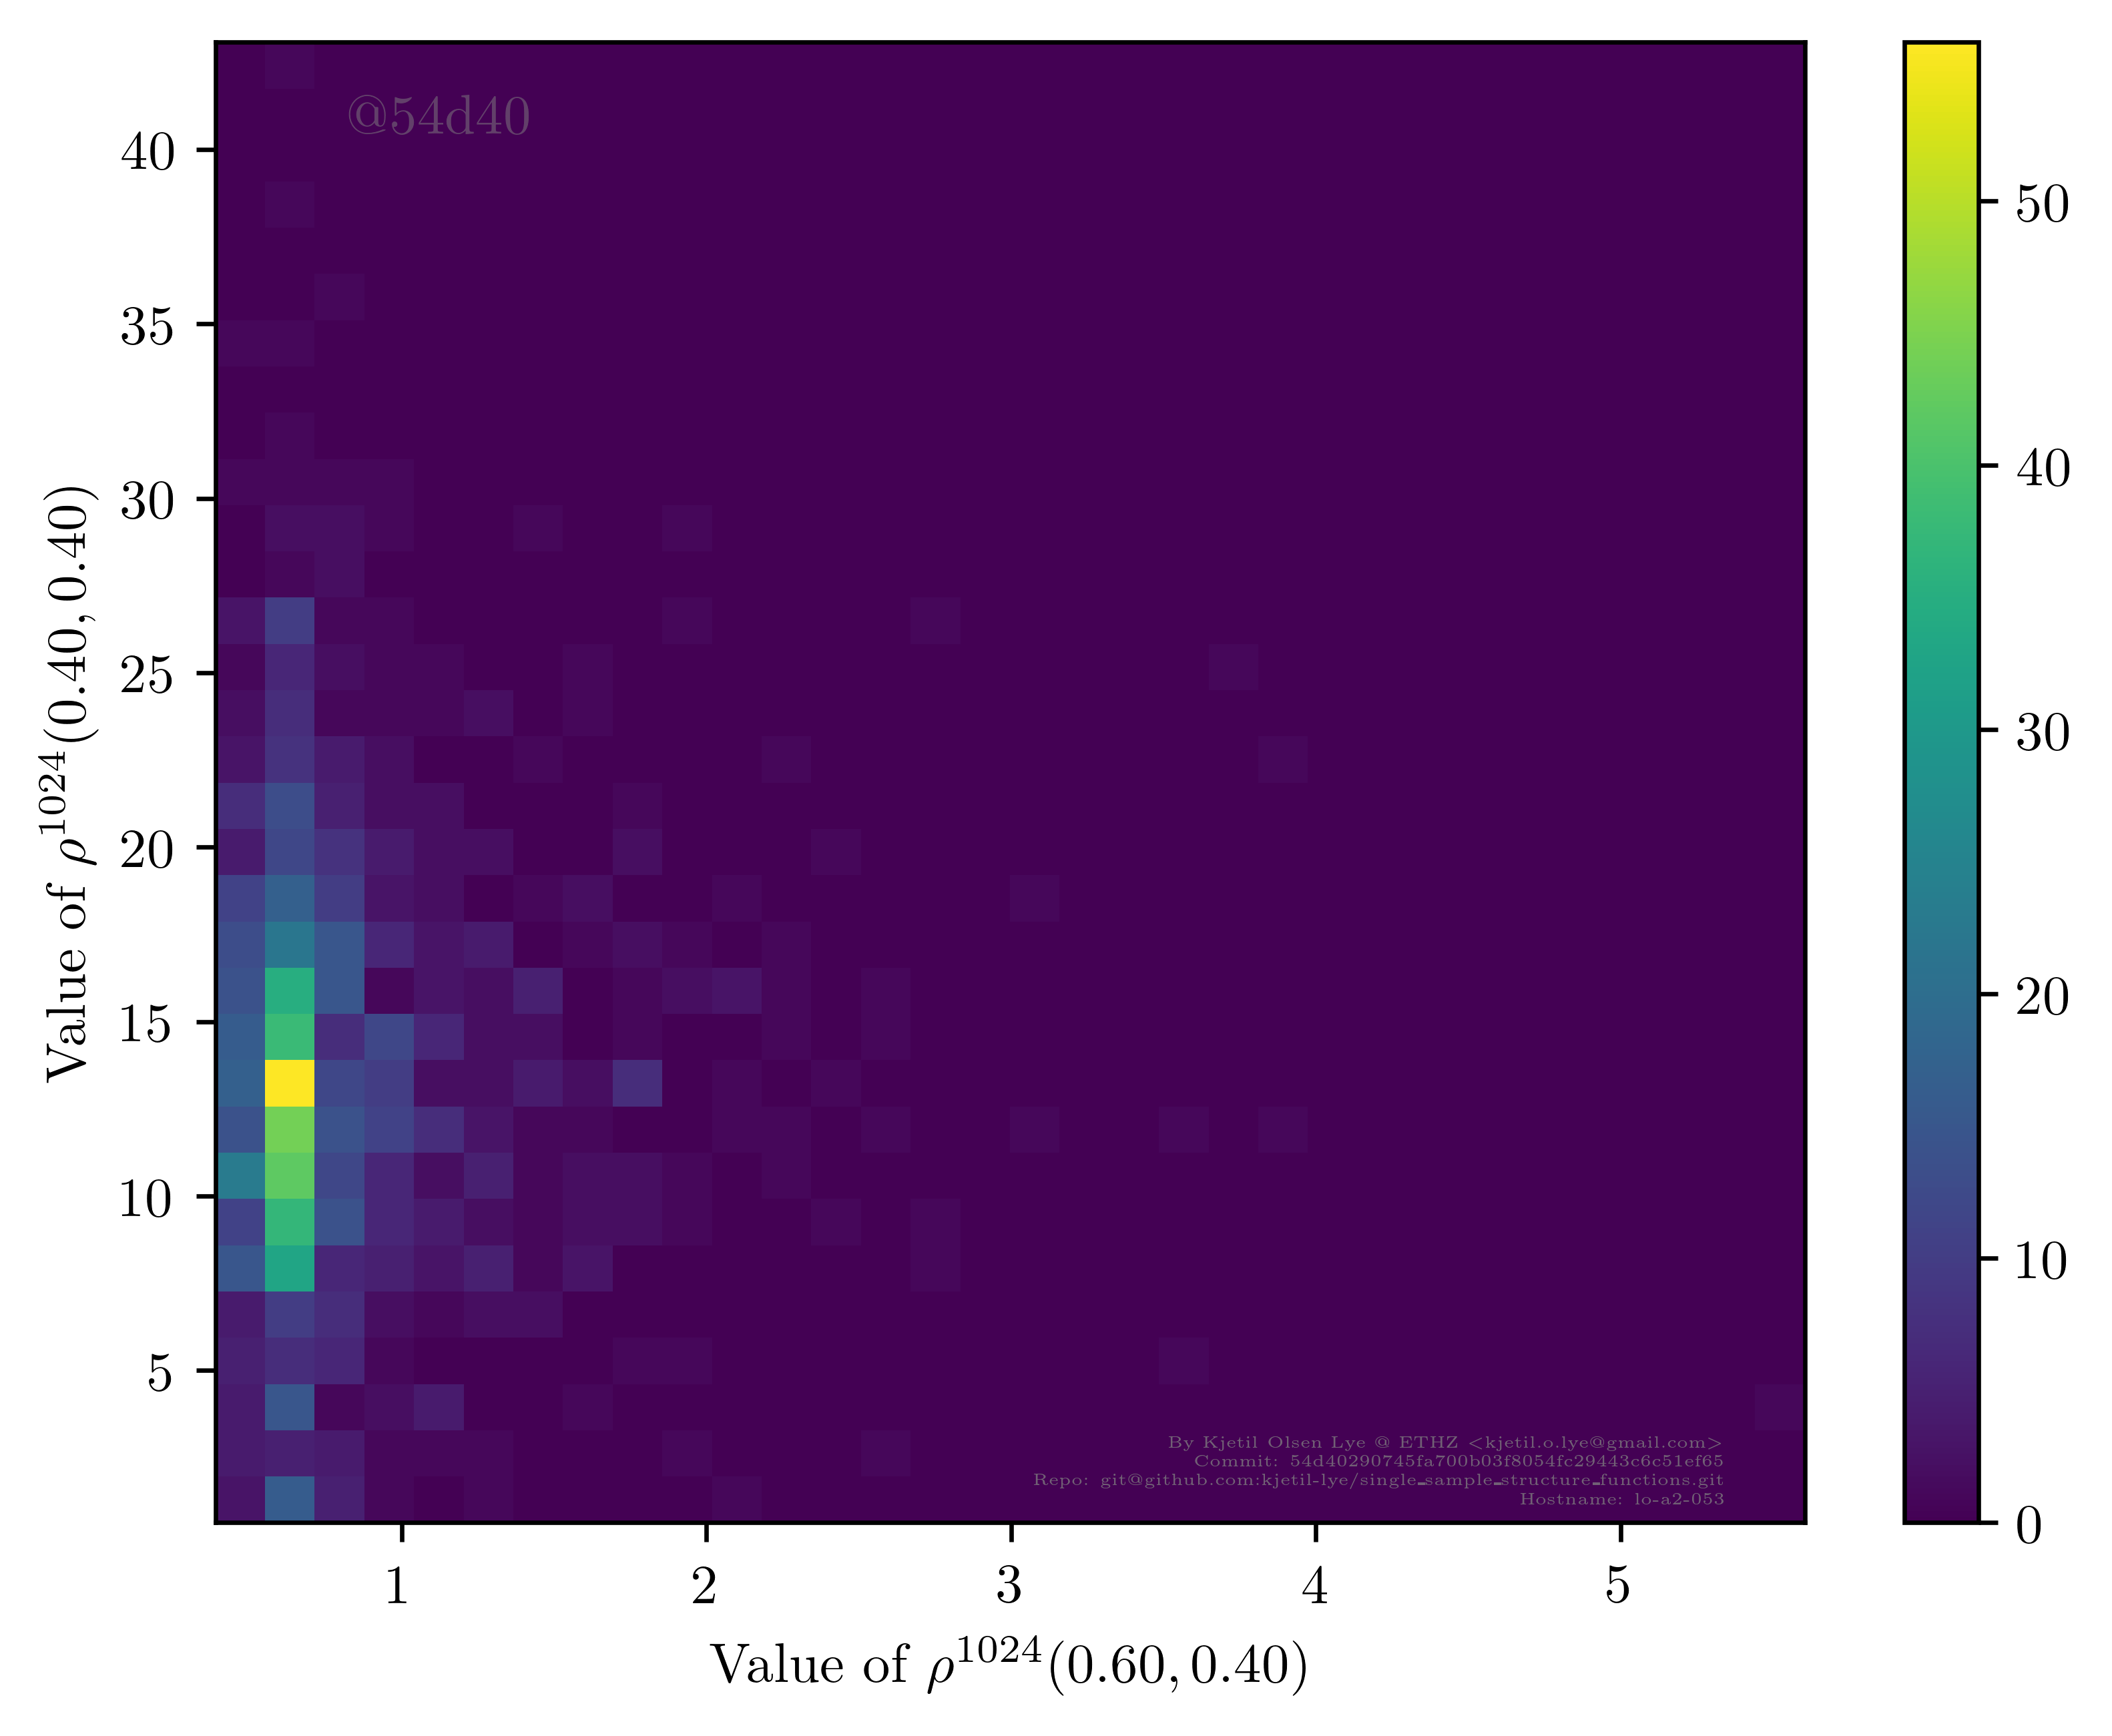 @54d40
40
35
30
25
20
15
10
5
Value of ρ^1024(0.40, 0.40)
1 2 3 4 5
Value of ρ^1024(0.60, 0.40)
50
40
30
20
10
0
By Kjetil Olsen Lye @ ETHZ <kjetil.o.lye@gmail.com>
Commit: 54d40290745fa700b03f8054fc29443c6c51ef65
Repo: git@github.com:kjetil-lye/single_sample_structure_functions.git
Hostname: lo-a2-053